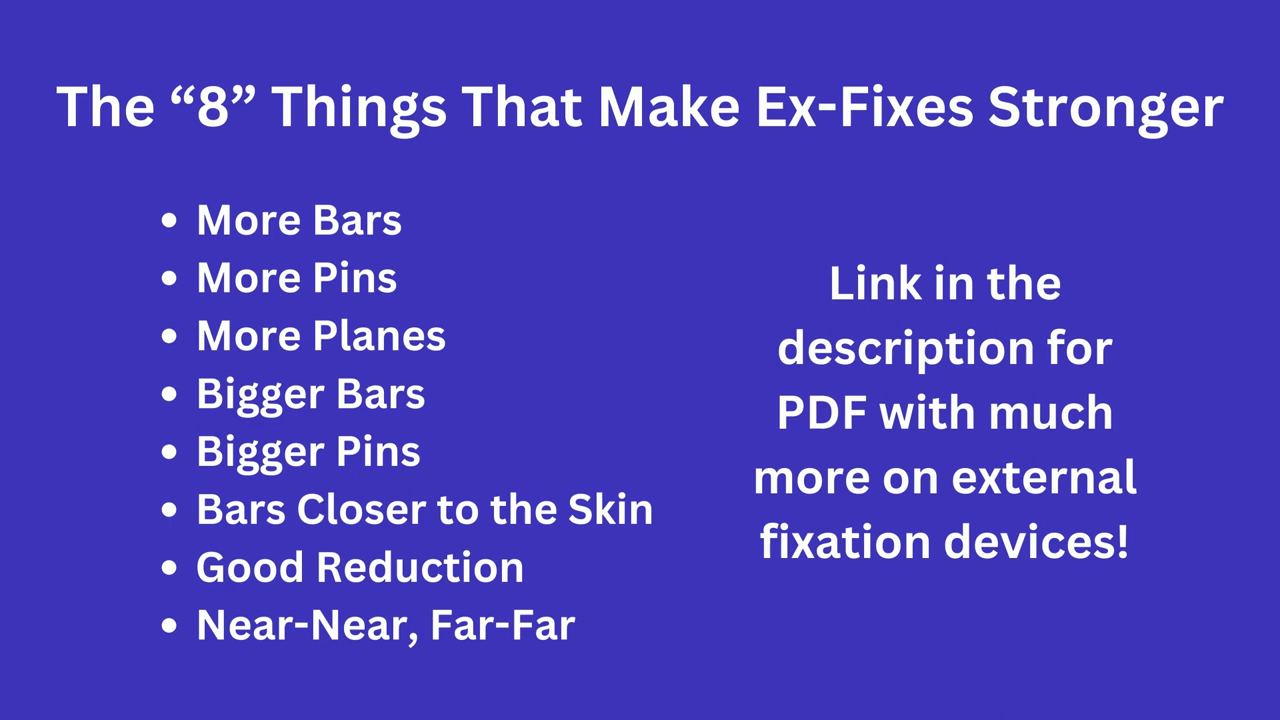 The “8” Things That Make Ex-Fixes Stronger
• More Bars
• More Pins
• More Planes
• Bigger Bars
• Bigger Pins
• Bars Closer to the Skin
• Good Reduction
• Near-Near, Far-Far
Link in the
description for
PDF with much
more on external
fixation devices!